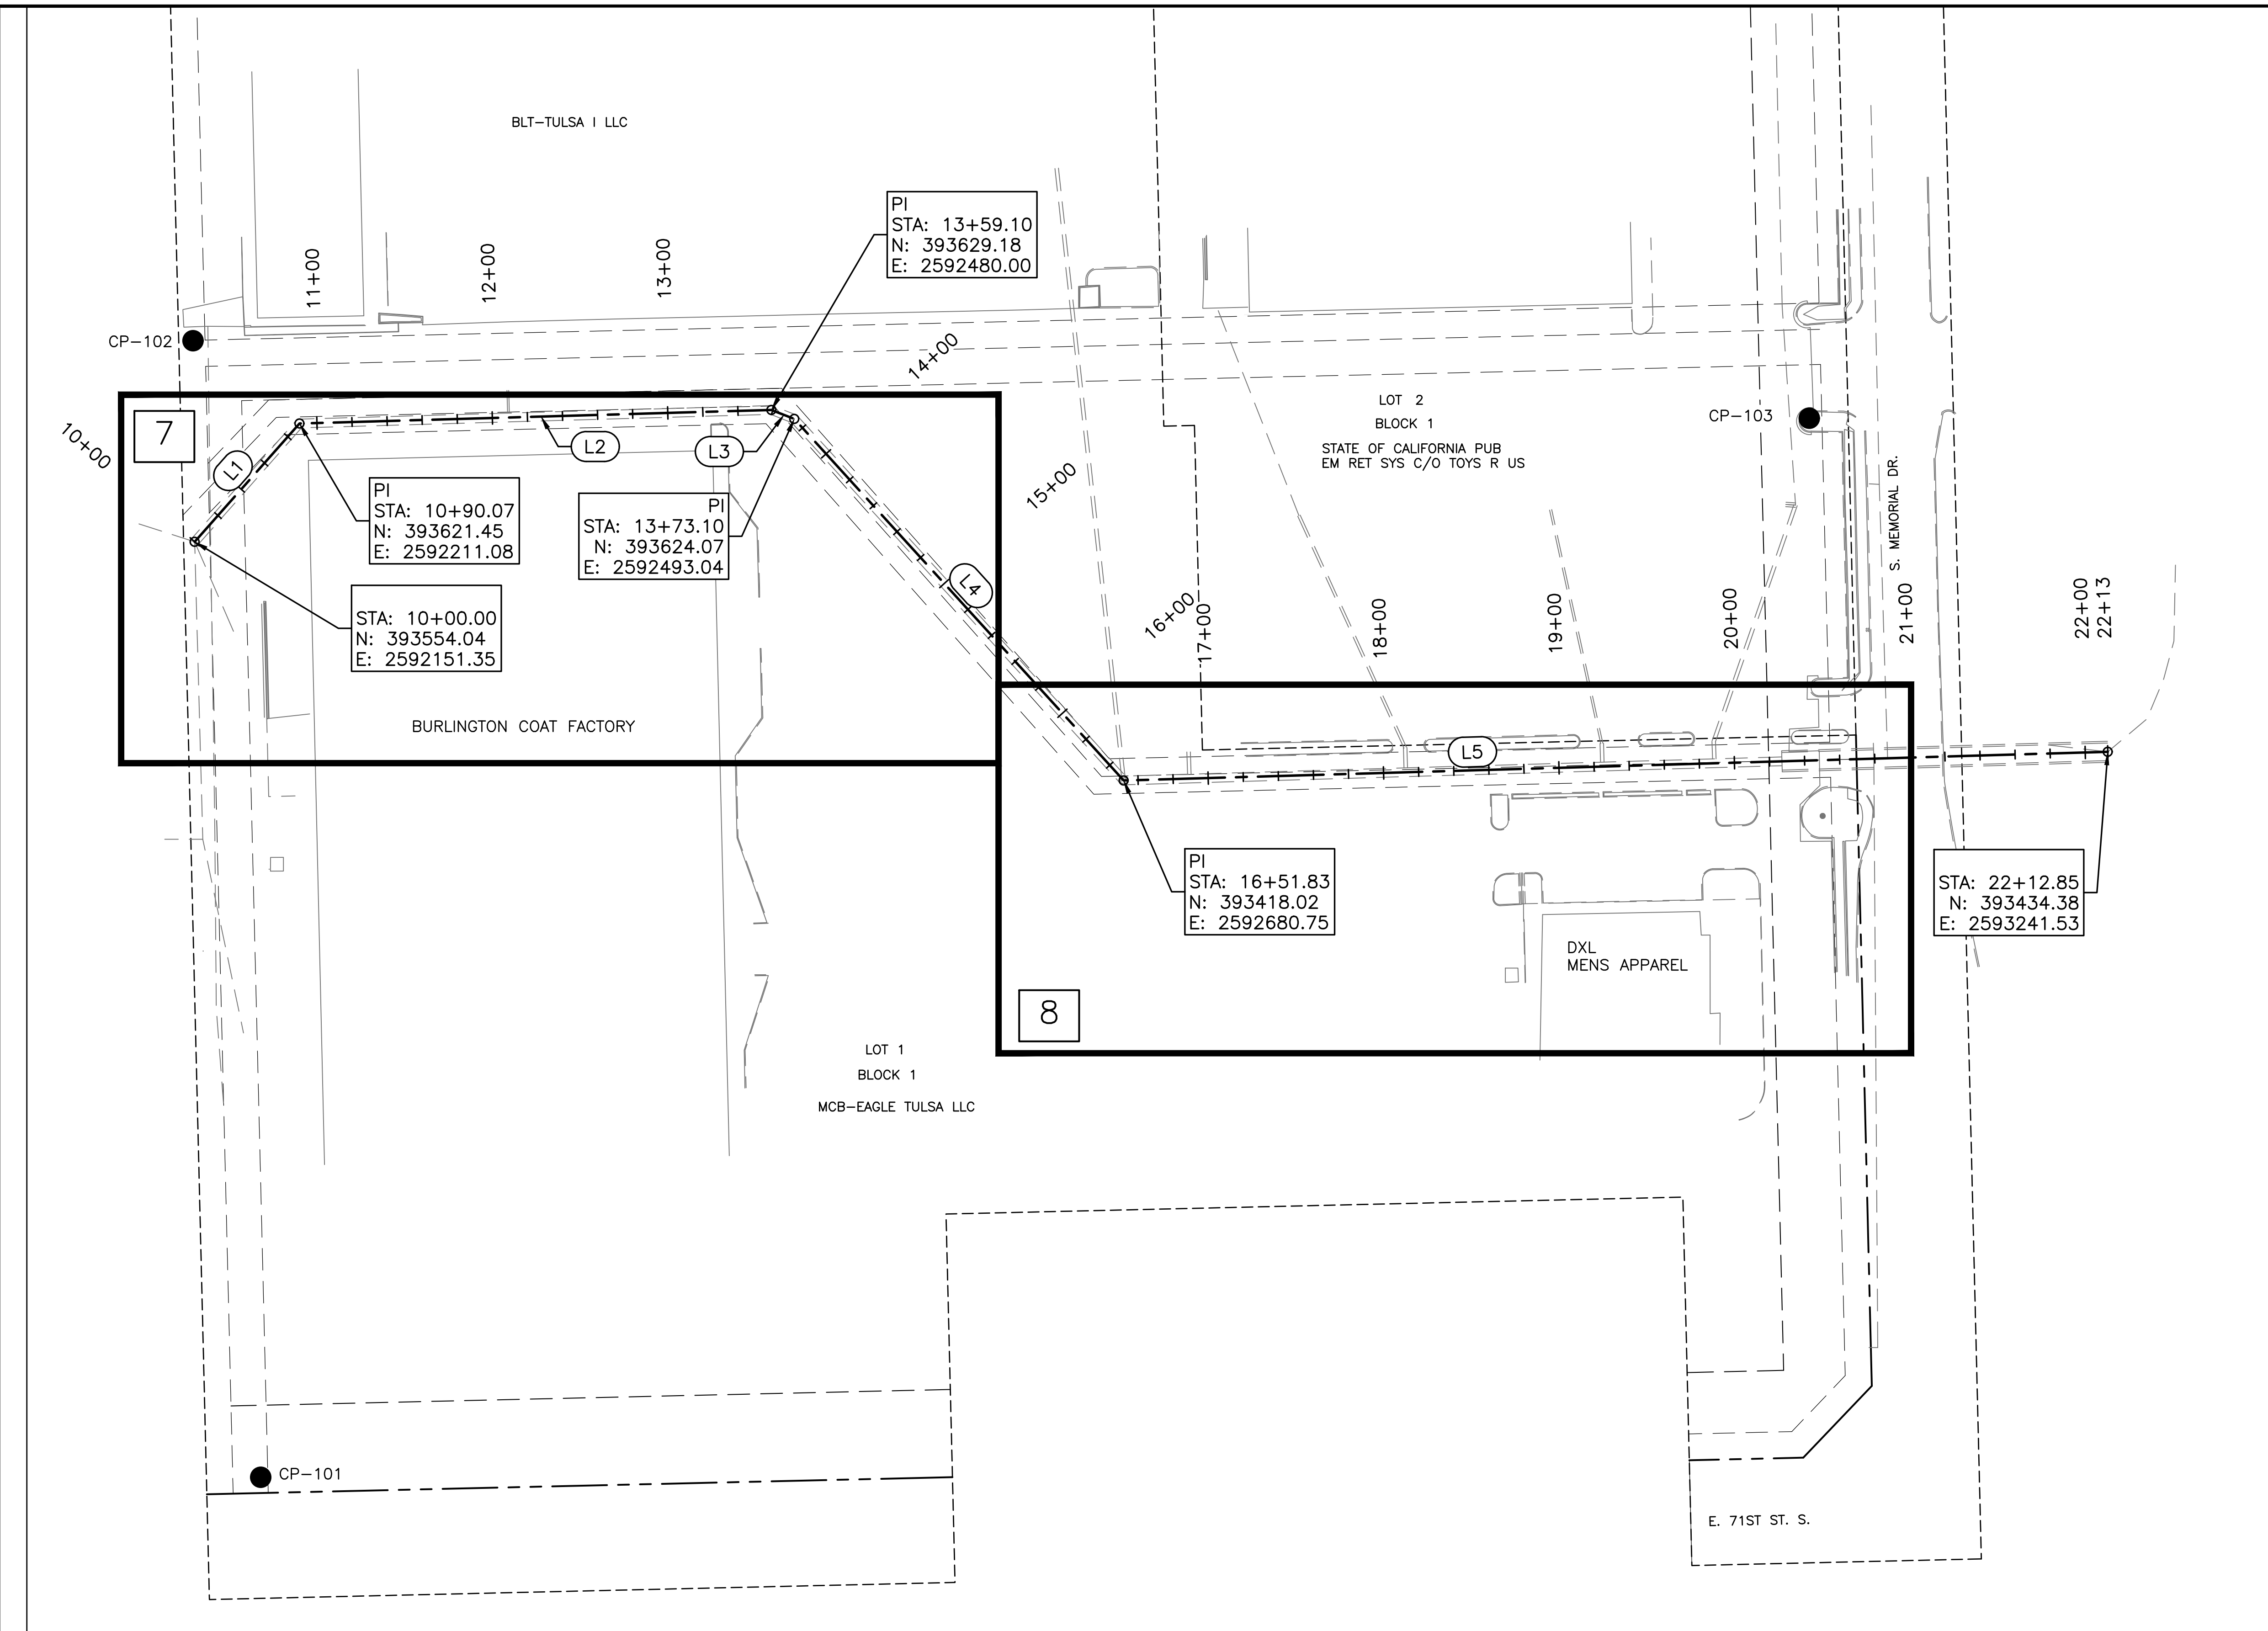 BLT-TULSA I LLC
PI
STA: 13+59.10
N: 393629.18
E: 2592480.00
11+00
12+00
13+00
14+00
CP-102
7
10+00
L1
L2
L3
PI
STA: 10+90.07
N: 393621.45
E: 2592211.08
PI
STA: 13+73.10
N: 393624.07
E: 2592493.04
STA: 10+00.00
N: 393554.04
E: 2592151.35
BURLINGTON COAT FACTORY
L4
15+00
16+00
17+00
LOT 2
BLOCK 1
STATE OF CALIFORNIA PUB
EM RET SYS C/O TOYS R US
CP-103
S. MEMORIAL DR.
18+00
19+00
20+00
21+00
22+00
22+13
L5
PI
STA: 16+51.83
N: 393418.02
E: 2592680.75
STA: 22+12.85
N: 393434.38
E: 2593241.53
DXL
MENS APPAREL
8
LOT 1
BLOCK 1
MCB-EAGLE TULSA LLC
CP-101
E. 71ST ST. S.